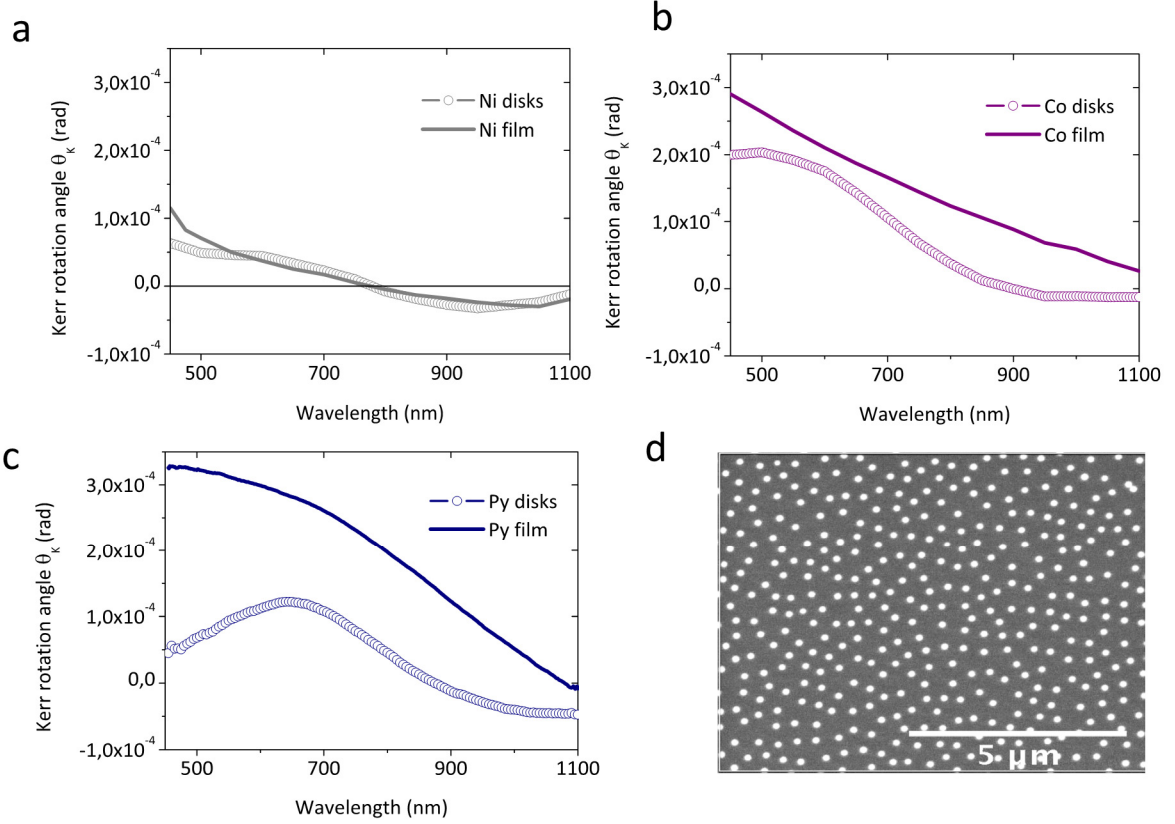 a
Kerr rotation angle θK (rad)
3,0x10-4
2,0x10-4
1,0x10-4
0,0
-1,0x10-4
500
700
900
1100
Wavelength (nm)
Ni disks
Ni film
b
Kerr rotation angle θK (rad)
3,0x10-4
2,0x10-4
1,0x10-4
0,0
-1,0x10-4
500
700
900
1100
Wavelength (nm)
Co disks
Co film
c
Kerr rotation angle θK (rad)
3,0x10-4
2,0x10-4
1,0x10-4
0,0
-1,0x10-4
500
700
900
1100
Wavelength (nm)
Py disks
Py film
d
5 μm